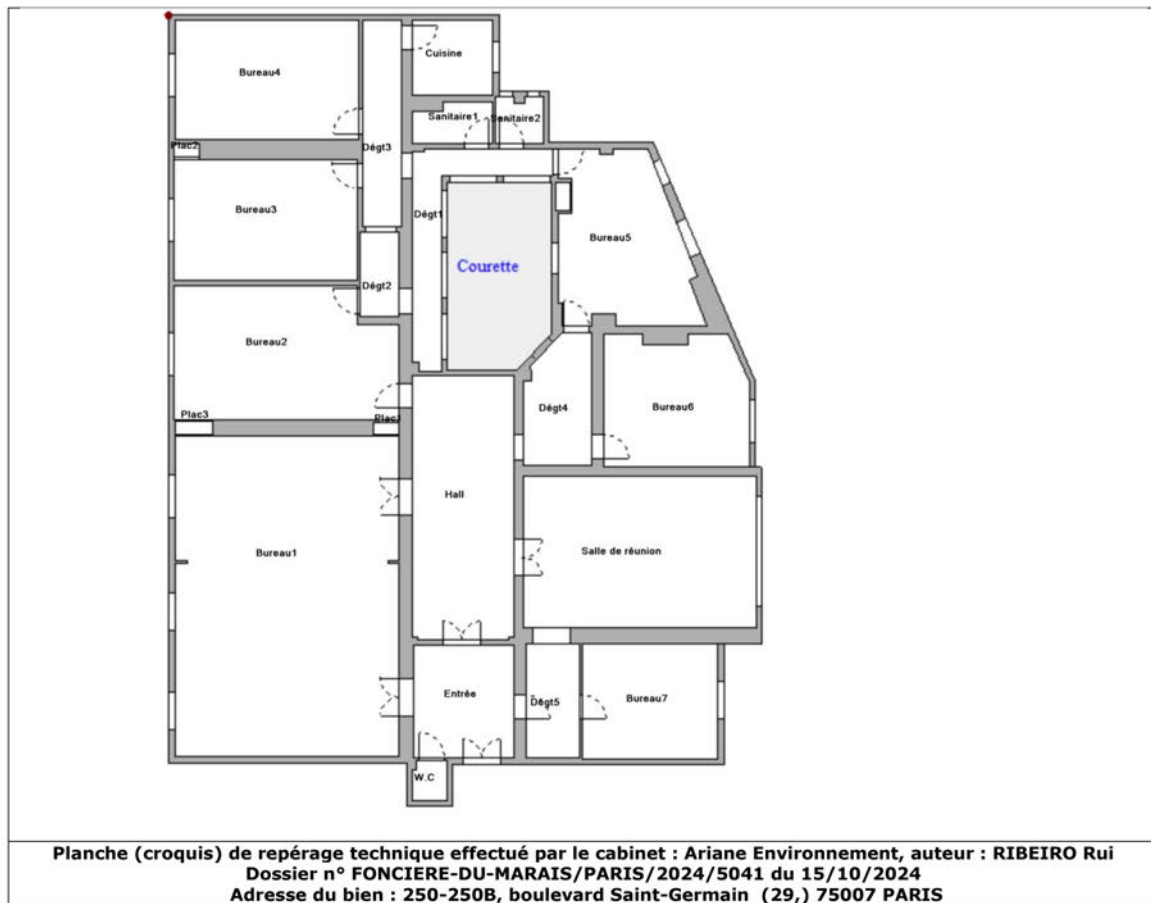 Cuisine
Bureau4
Sanitaire1
Sanitaire2
Plac2
Dégt3
Bureau3
Dégt1
Bureau5
Courette
Dégt2
Bureau2
Plac3
Plac1
Dégt4
Bureau6
Hall
Bureau1
Salle de réunion
Entrée
Dégt5
Bureau7
W.C
Planche (croquis) de repérage technique effectué par le cabinet : Ariane Environnement, auteur : RIBEIRO Rui
Dossier n° FONCIERE-DU-MARAIS/PARIS/2024/5041 du 15/10/2024
Adresse du bien : 250-250B, boulevard Saint-Germain (29,) 75007 PARIS